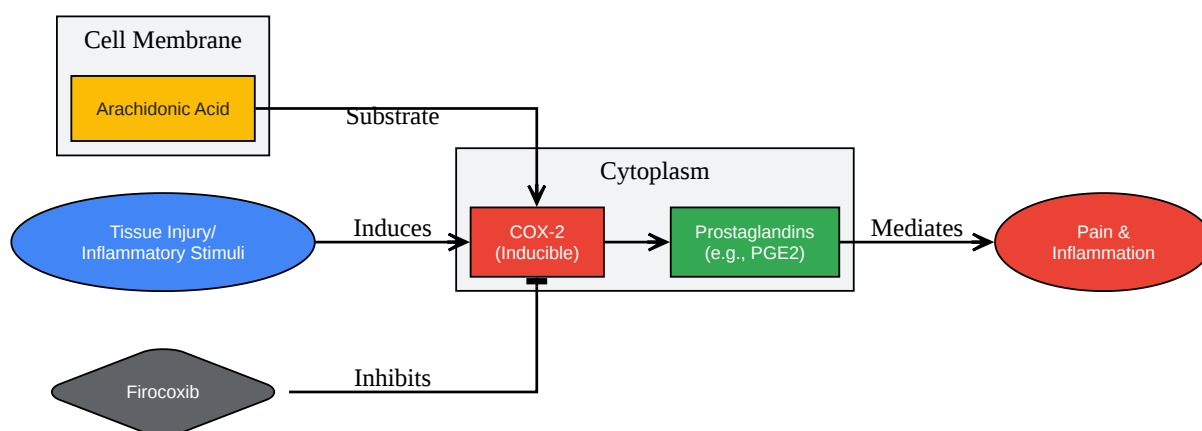 Cell Membrane
Arachidonic Acid
Substrate
Cytoplasm
Tissue Injury/
Inflammatory Stimuli
Induces
COX-2
(Inducible)
Prostaglandins
(e.g., PGE2)
Mediates
Pain &
Inflammation
Firocoxib
Inhibits